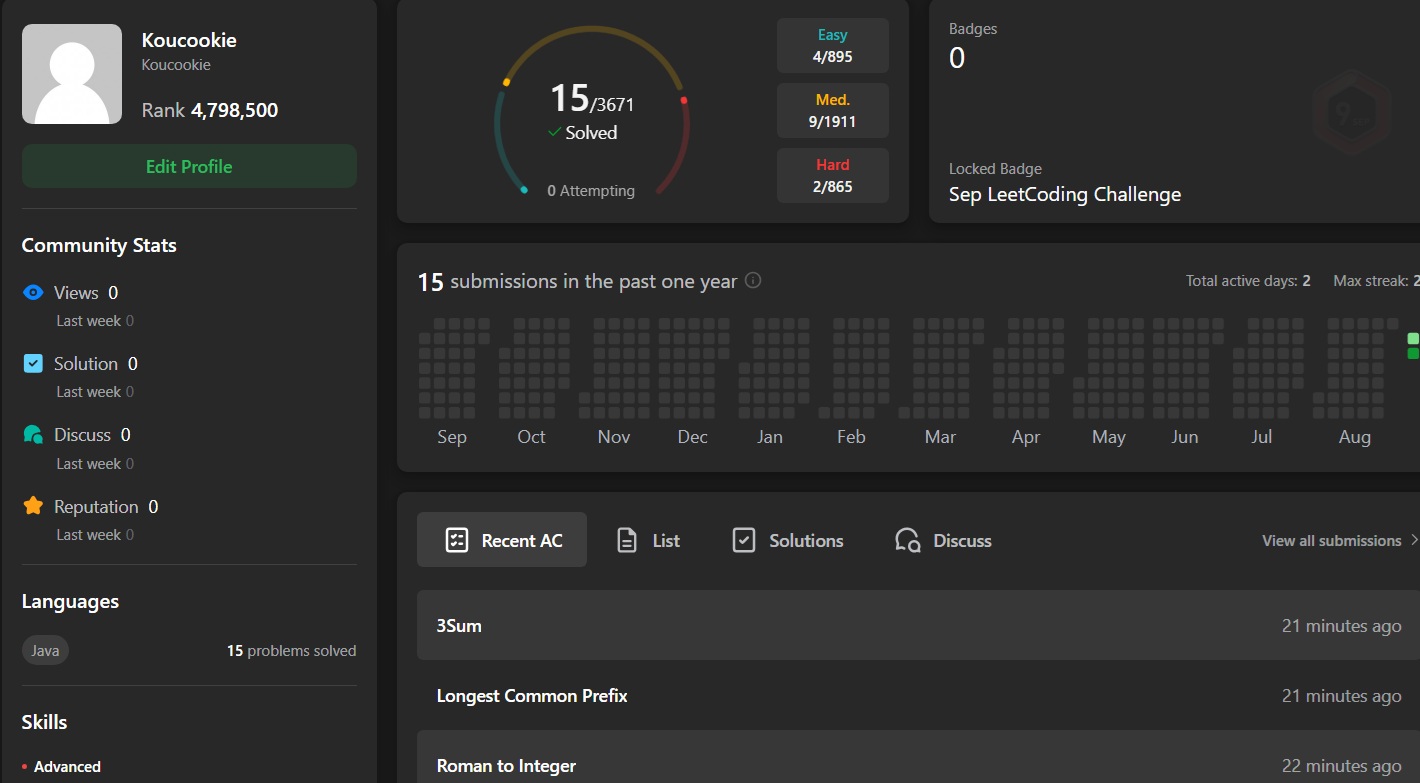 Koucookie
Koucookie
Rank 4,798,500
Edit Profile
Community Stats
Views 0
Last week 0
Solution 0
Last week 0
Discuss 0
Last week 0
Reputation 0
Last week 0
Languages
Java 15 problems solved
Skills
Advanced
15/3671
Solved
0 Attempting
Easy
4/895
Med.
9/1911
Hard
2/865
Badges
0
9
Locked Badge
Sep LeetCoding Challenge
15 submissions in the past one year Total active days: 2 Max streak: 2
Sep Oct Nov Dec Jan Feb Mar Apr May Jun Jul Aug
Recent AC List Solutions Discuss View all submissions
3Sum 21 minutes ago
Longest Common Prefix 21 minutes ago
Roman to Integer 22 minutes ago